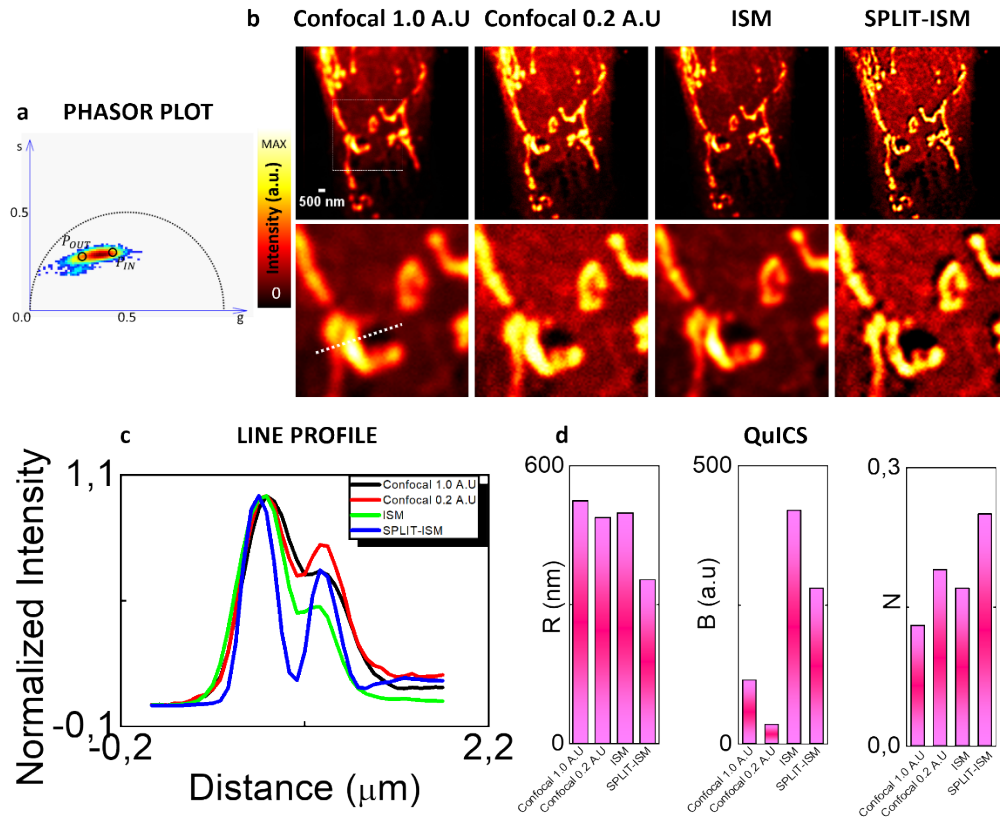 b
Confocal 1.0 A.U
Confocal 0.2 A.U
ISM
SPLIT-ISM
a
PHASOR PLOT
s
0.5
0.0
0.5
g
P_OUT
P_IN
MAX
Intensity (a.u.)
0
500 nm
c
LINE PROFILE
1,1
-0,1
-0,2
2,2
Normalized Intensity
Distance (μm)
Confocal 1.0 A.U
Confocal 0.2 A.U
ISM
SPLIT-ISM
d
QuICS
600
R (nm)
0
Confocal 1.0 A.U
Confocal 0.2 A.U
ISM
SPLIT-ISM
500
B (a.u)
0
Confocal 1.0 A.U
Confocal 0.2 A.U
ISM
SPLIT-ISM
0,3
N
0,0
Confocal 1.0 A.U
Confocal 0.2 A.U
ISM
SPLIT-ISM